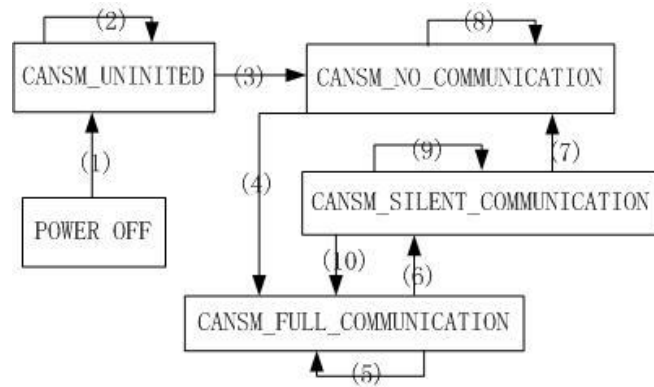 (2)
(8)
CANSM_UNINITED
(3)
CANSM_NO_COMMUNICATION
(1)
(9)
(7)
(4)
CANSM_SILENT_COMMUNICATION
POWER OFF
(10)
(6)
CANSM_FULL_COMMUNICATION
(5)